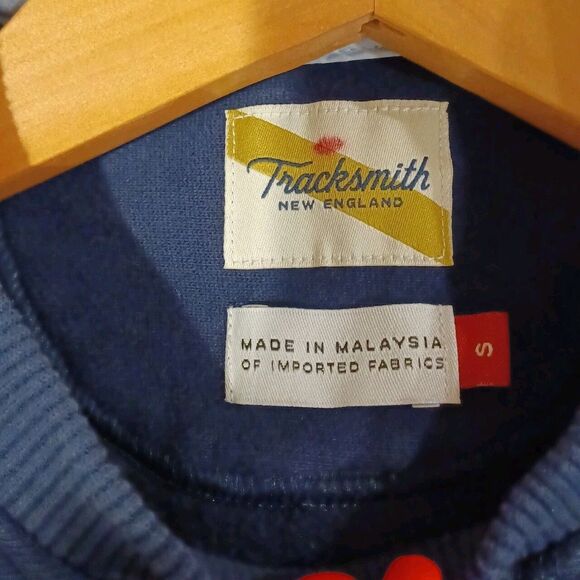 Tracksmith
NEW ENGLAND
MADE IN MALAYSIA
OF IMPORTED FABRICS
S